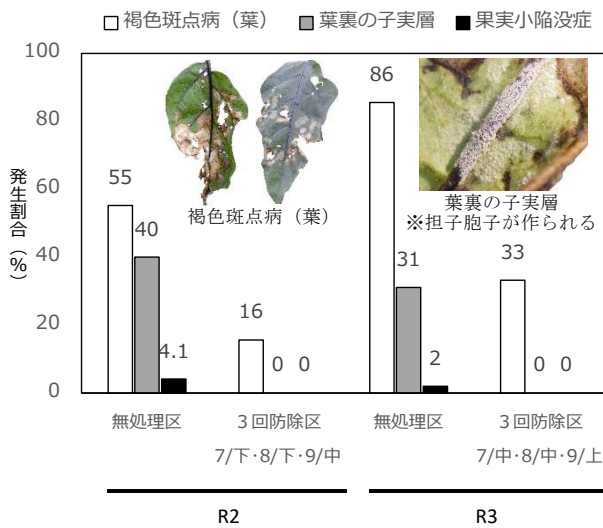 □褐色斑点病（葉） ■葉裏の子実層 ■果実小陥没症
100
80
60
40
20
0
発生割合（%）
55
40
4.1
16
0 0
86
31
2
33
0 0
褐色斑点病（葉）
葉裏の子実層
※担子胞子が作られる
無処理区 ３回防除区 無処理区 ３回防除区
7/下･8/下･9/中 7/中･8/中･9/上
R2 R3